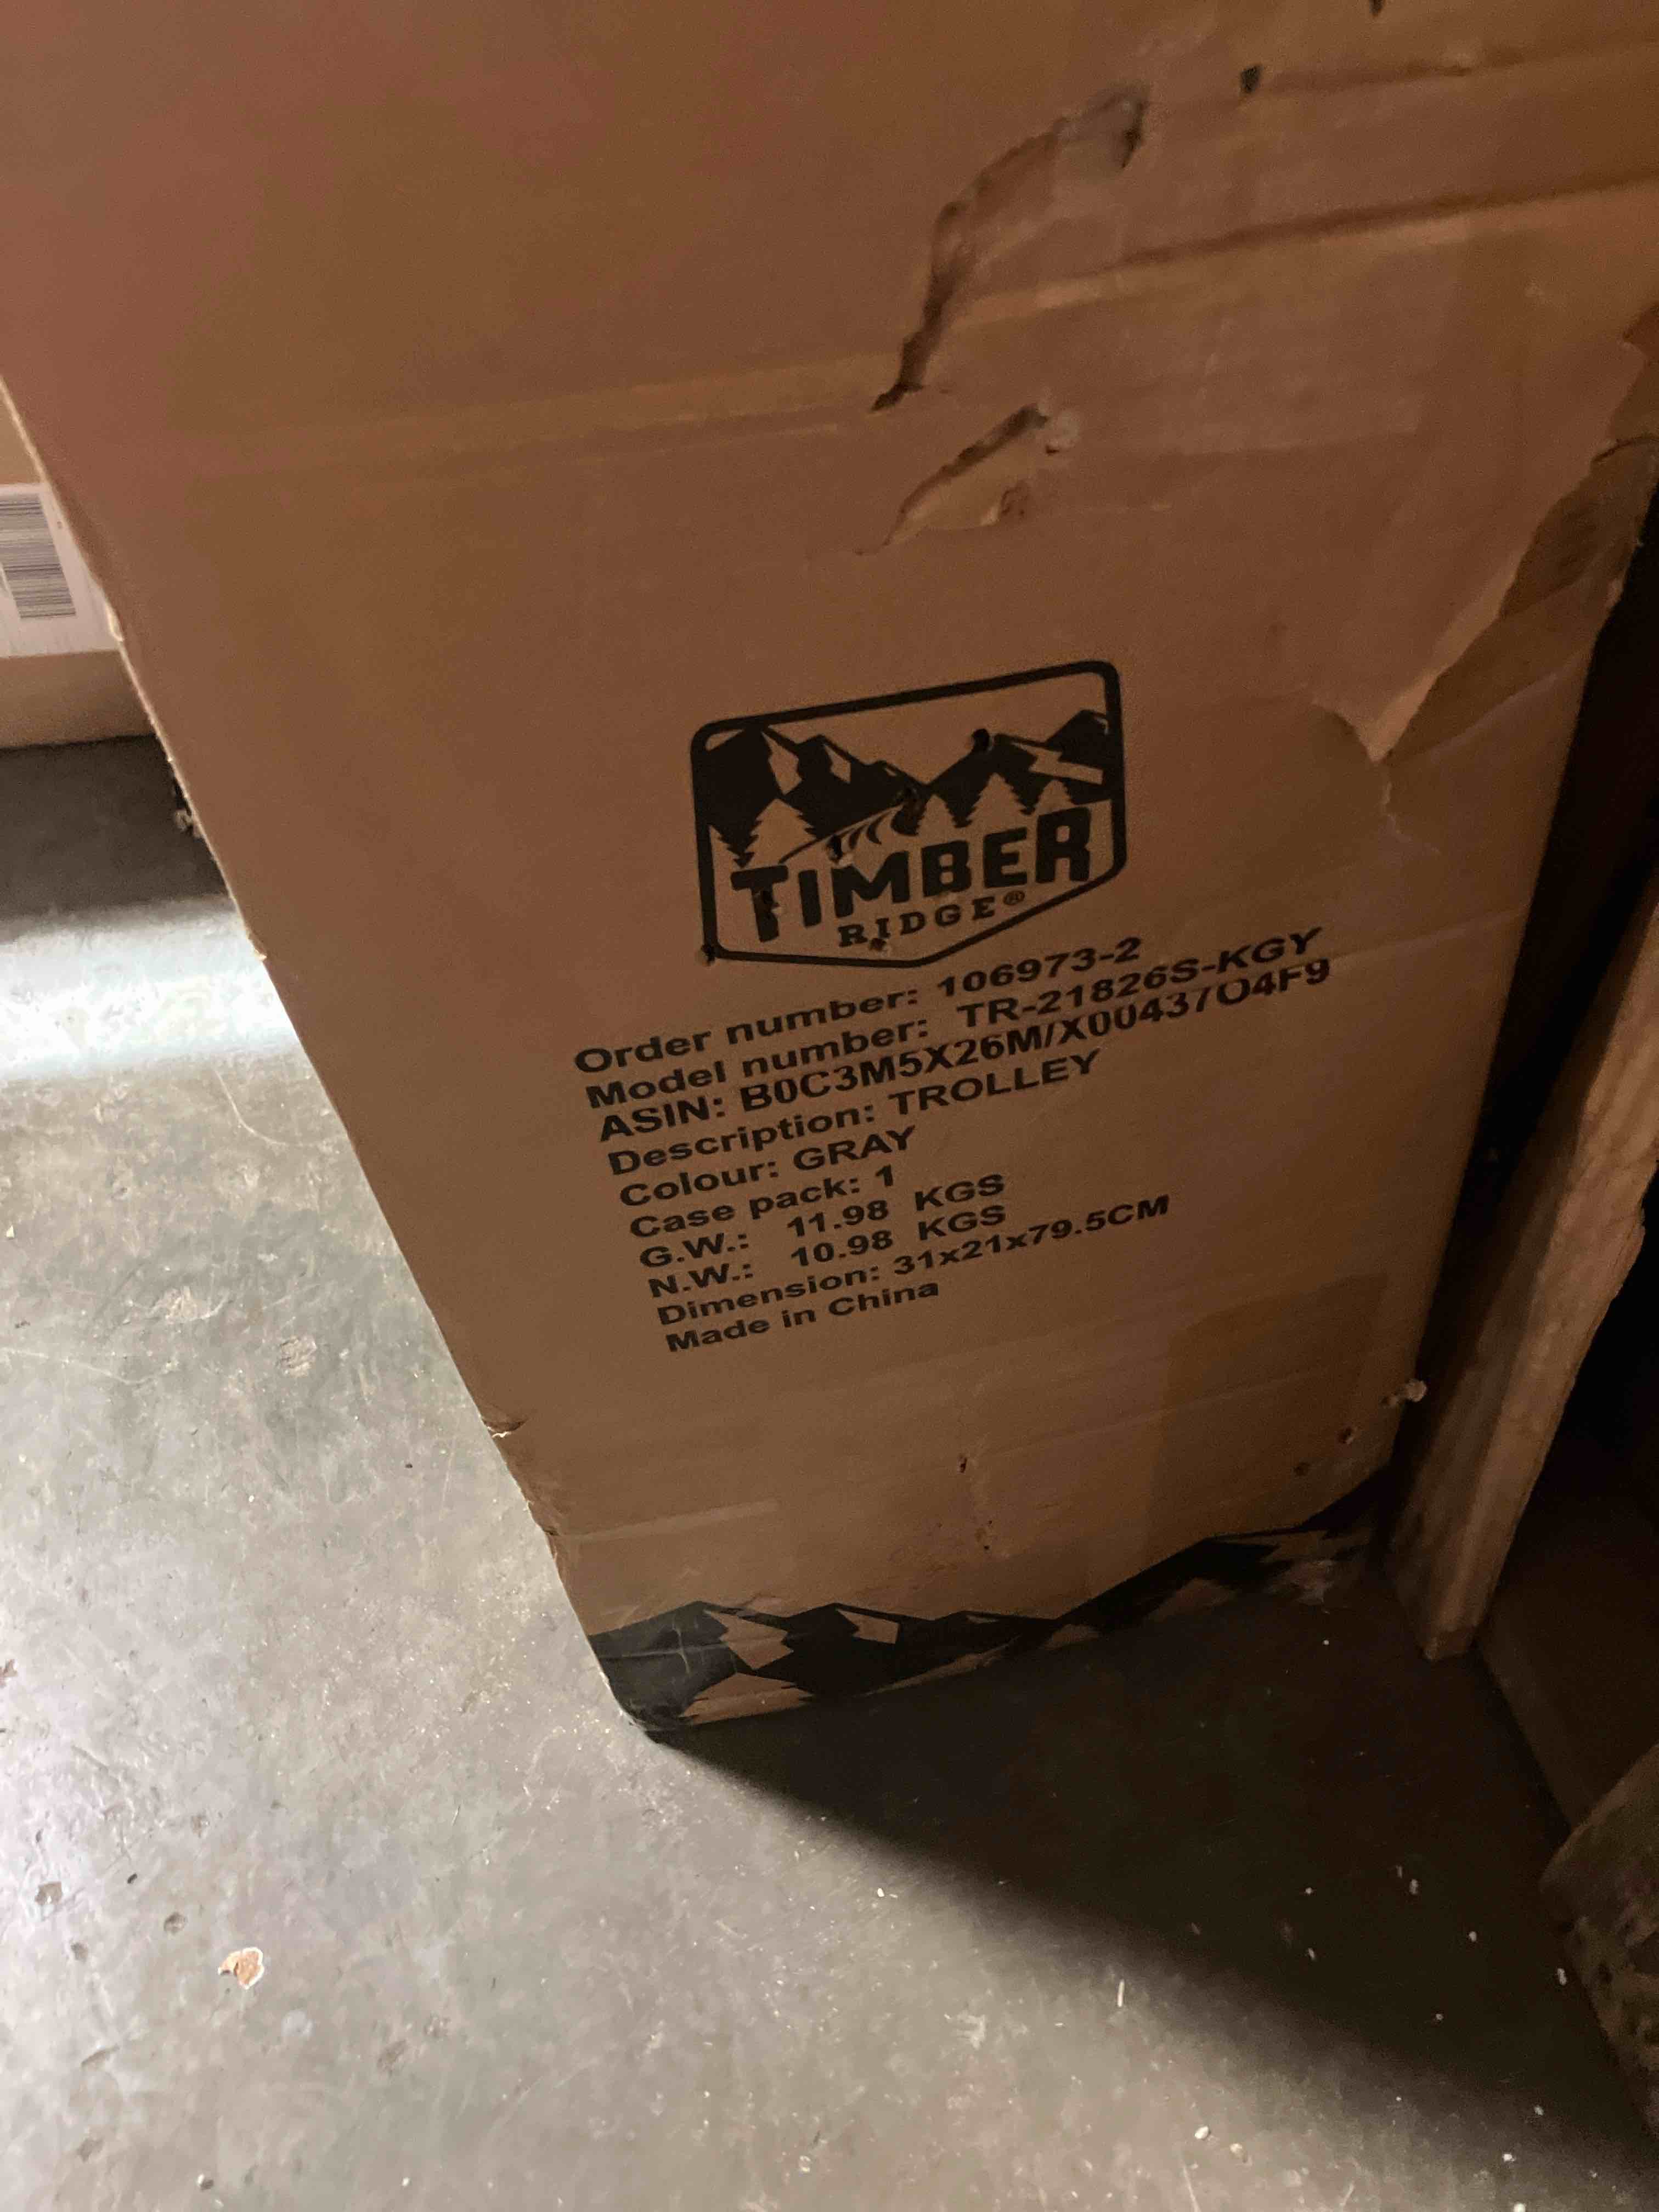 TIMBER
RIDGE®
Order number: 106973-2
Model number: TR-21826S-KGY
ASIN: B0C3M5X26M/X00437O4F9
Description: TROLLEY
Colour: GRAY
Case pack: 1
G.W.: 11.98 KGS
N.W.: 10.98 KGS
Dimension: 31x21x79.5CM
Made in China